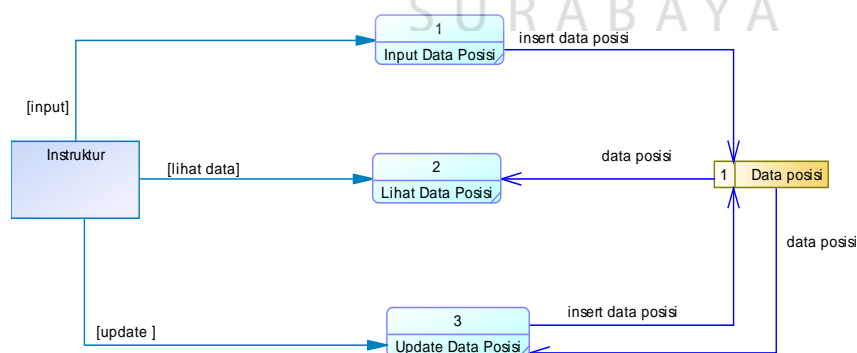 SURABAYA
1
Input Data Posisi
insert data posisi
[input]
Instruktur
[lihat data]
2
Lihat Data Posisi
data posisi
1 Data posisi
data posisi
3
Update Data Posisi
insert data posisi
[update ]